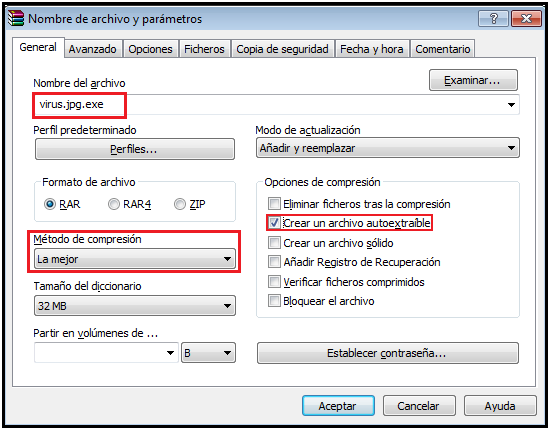 Nombre de archivo y parámetros
General Avanzado Opciones Ficheros Copia de seguridad Fecha y hora Comentario
Nombre del archivo
Examinar...
virus.jpg.exe
Perfil predeterminado
Perfiles...
Modo de actualización
Añadir y reemplazar
Formato de archivo
RAR RAR4 ZIP
Método de compresión
La mejor
Tamaño del diccionario
32 MB
Partir en volúmenes de ...
B
Opciones de compresión
Eliminar ficheros tras la compresión
Crear un archivo autoextraíble
Crear un archivo sólido
Añadir Registro de Recuperación
Verificar ficheros comprimidos
Bloquear el archivo
Establecer contraseña...
Aceptar Cancelar Ayuda